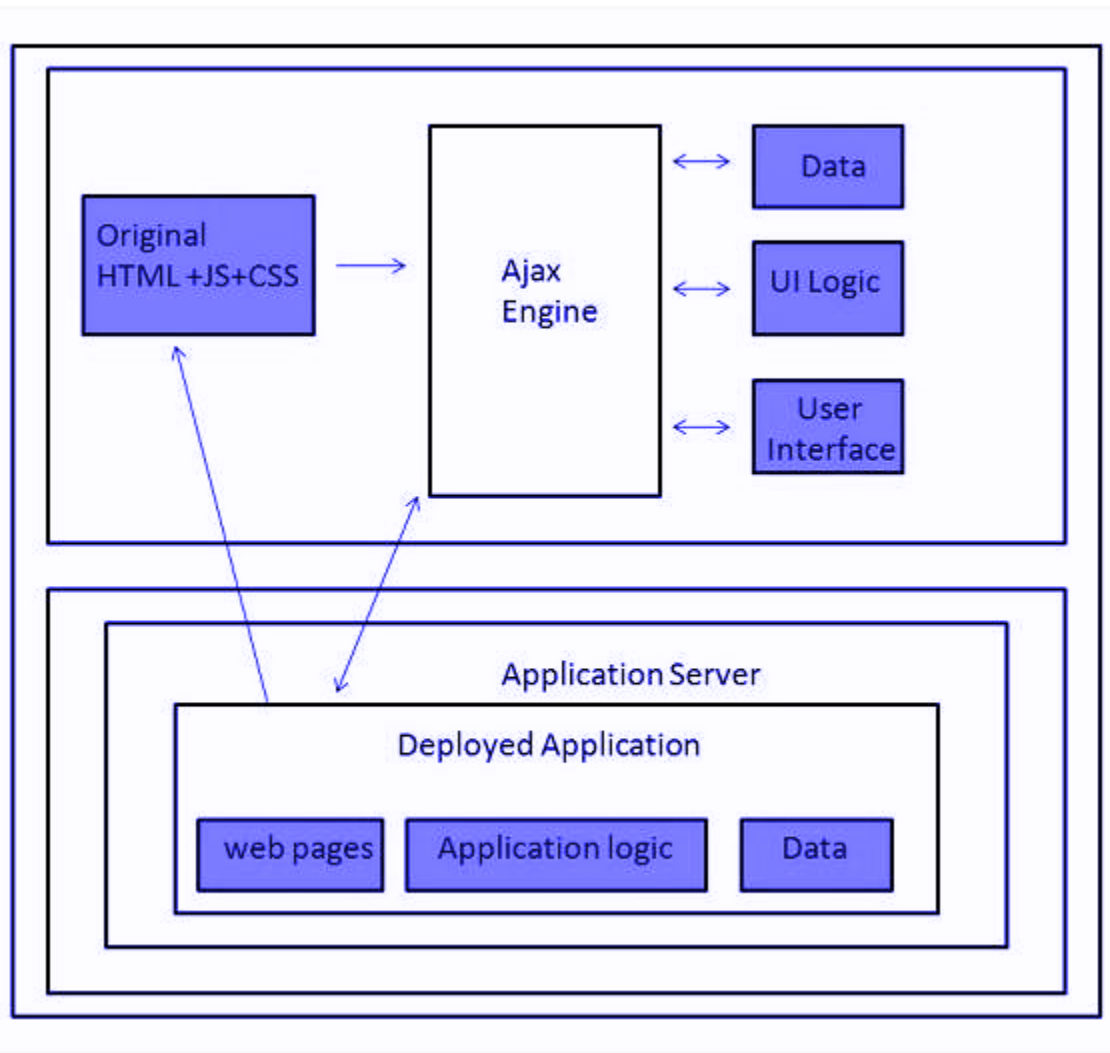 Data
Original
HTML +JS+CSS
Ajax
Engine
UI Logic
User
Interface
Application Server
Deployed Application
web pages
Application logic
Data